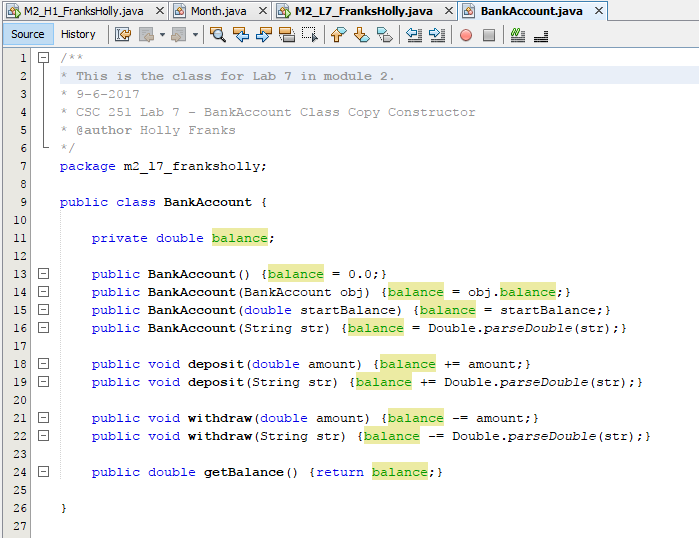 M2_H1_FranksHolly.java Month.java M2_L7_FranksHolly.java BankAccount.java
Source History
1 /**
2 * This is the class for Lab 7 in module 2.
3 * 9-6-2017
4 * CSC 251 Lab 7 - BankAccount Class Copy Constructor
5 * @author Holly Franks
6 */
7 package m2_l7_franksholly;
8
9 public class BankAccount {
10
11 private double balance;
12
13 public BankAccount() {balance = 0.0;}
14 public BankAccount(BankAccount obj) {balance = obj.balance;}
15 public BankAccount(double startBalance) {balance = startBalance;}
16 public BankAccount(String str) {balance = Double.parseDouble(str);}
17
18 public void deposit(double amount) {balance += amount;}
19 public void deposit(String str) {balance += Double.parseDouble(str);}
20
21 public void withdraw(double amount) {balance -= amount;}
22 public void withdraw(String str) {balance -= Double.parseDouble(str);}
23
24 public double getBalance() {return balance;}
25
26 }
27